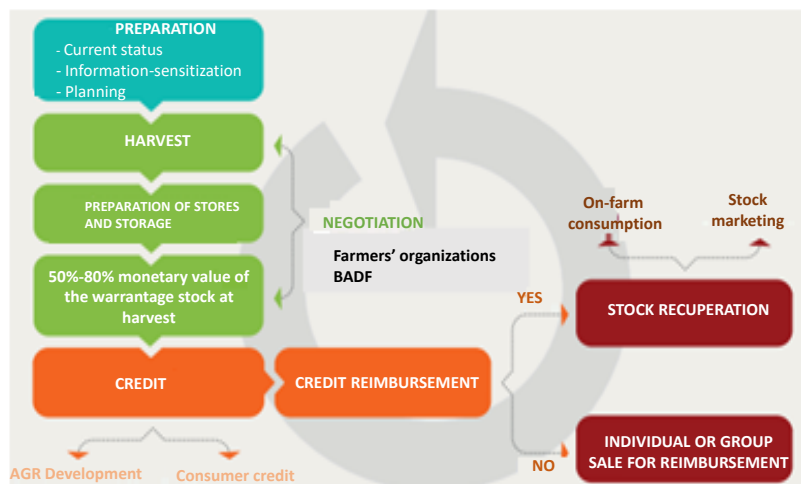 PREPARATION
- Current status
- Information-sensitization
- Planning
HARVEST
PREPARATION OF STORES
AND STORAGE
50%-80% monetary value of
the warrantage stock at
harvest
NEGOTIATION
Farmers' organizations
BADF
CREDIT
CREDIT REIMBURSEMENT
AGR Development
Consumer credit
YES
NO
On-farm
consumption
Stock
marketing
STOCK RECUPERATION
INDIVIDUAL OR GROUP
SALE FOR REIMBURSEMENT